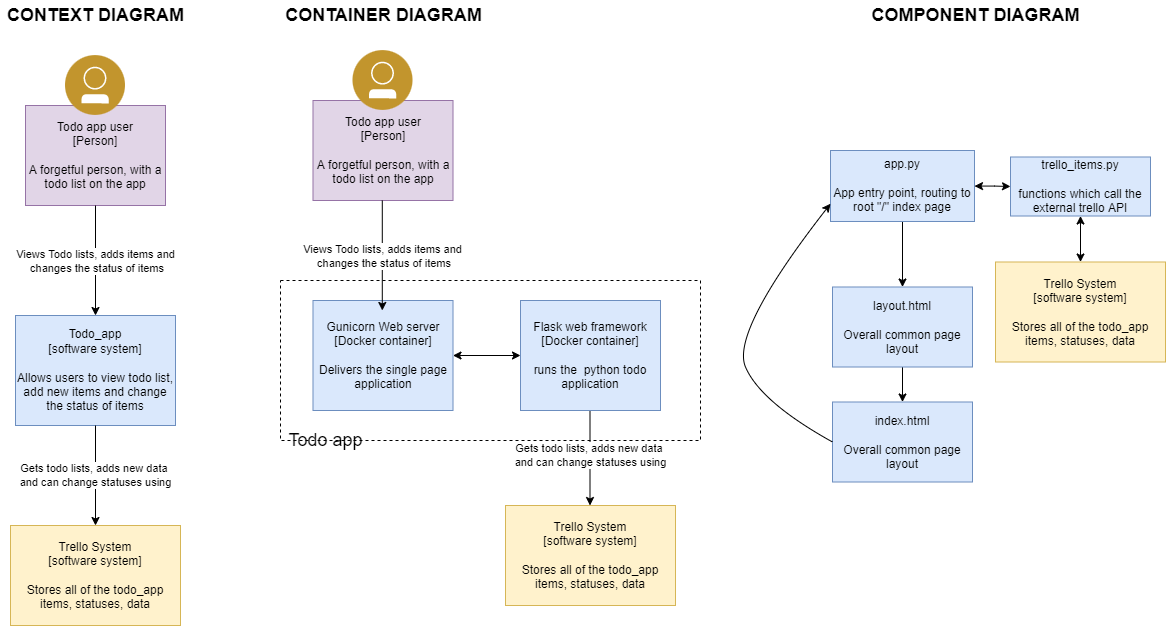 CONTEXT DIAGRAM
Todo app user
[Person]
A forgetful person, with a
todo list on the app
Views Todo lists, adds items and
changes the status of items
Todo_app
[software system]
Allows users to view todo list,
add new items and change
the status of items
Gets todo lists, adds new data
and can change statuses using
Trello System
[software system]
Stores all of the todo_app
items, statuses, data
CONTAINER DIAGRAM
Todo app user
[Person]
A forgetful person, with a
todo list on the app
Views Todo lists, adds items and
changes the status of items
Gunicorn Web server
[Docker container]
Delivers the single page
application
Flask web framework
[Docker container]
runs the  python todo
application
Todo app
Gets todo lists, adds new data
and can change statuses using
Trello System
[software system]
Stores all of the todo_app
items, statuses, data
COMPONENT DIAGRAM
app.py
App entry point, routing to
root "/" index page
trello_items.py
functions which call the
external trello API
layout.html
Overall common page
layout
Trello System
[software system]
Stores all of the todo_app
items, statuses, data
index.html
Overall common page
layout